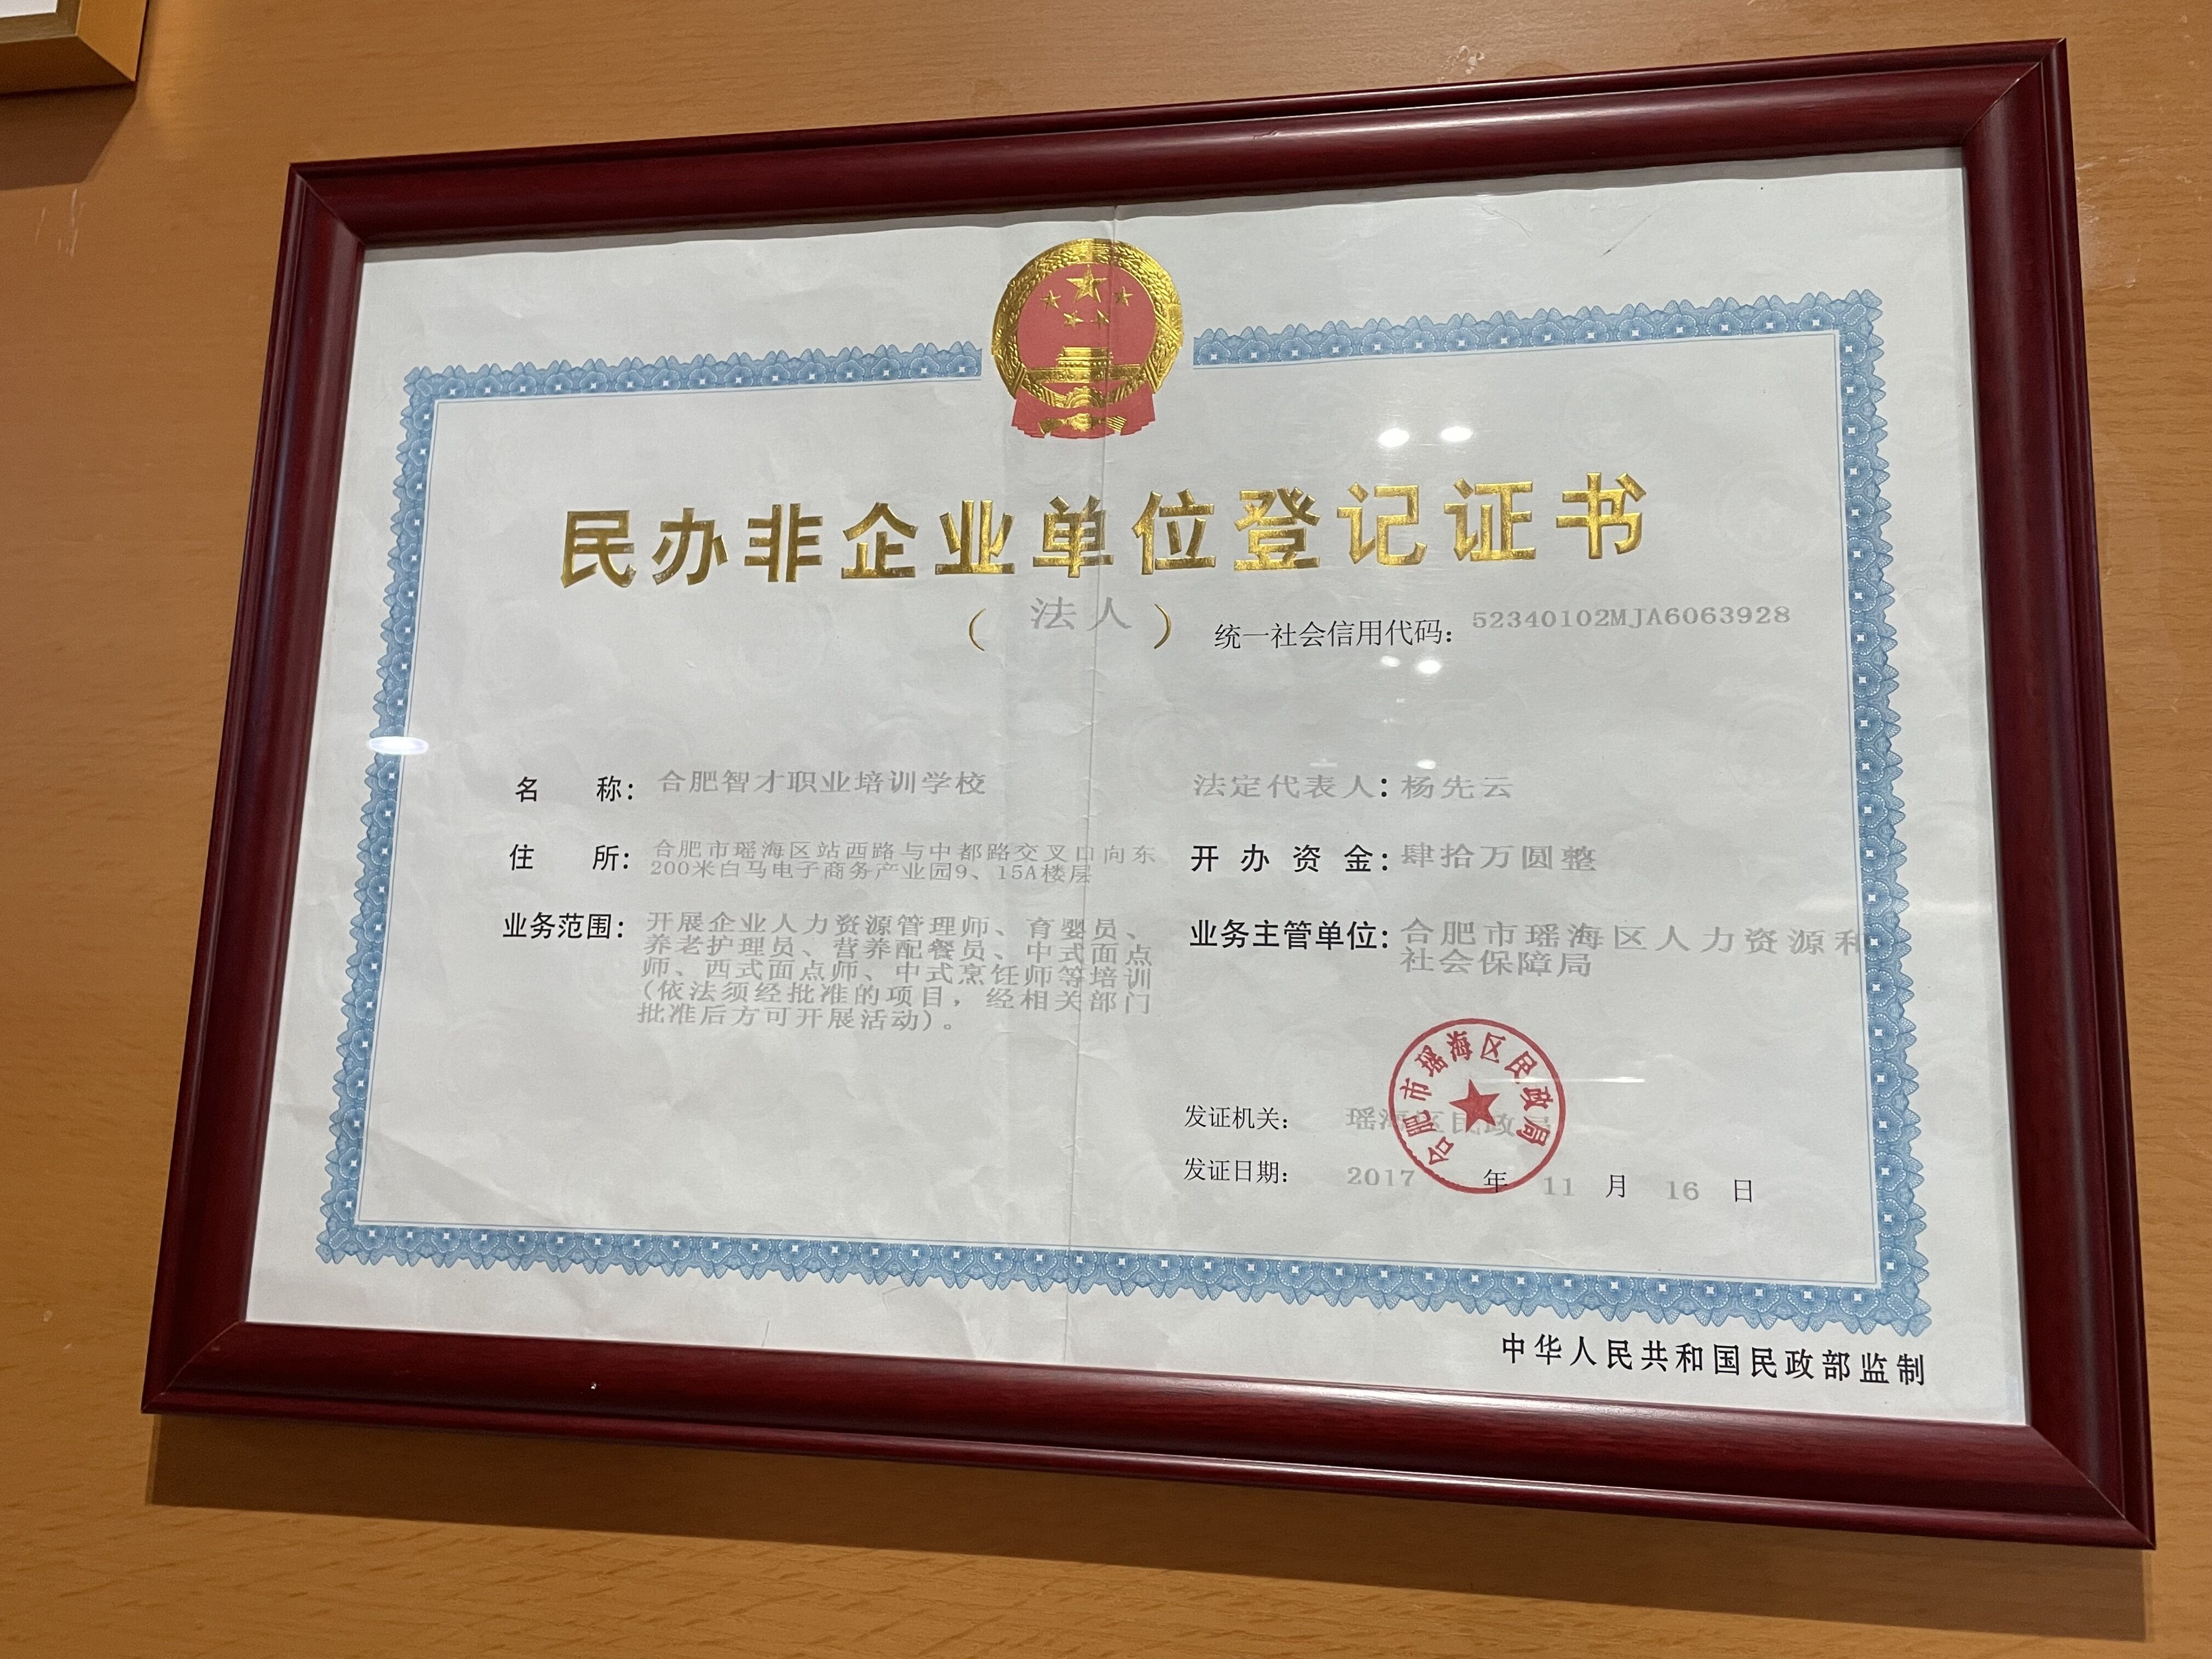 民办非企业单位登记证书
（ 法人 ） 统一社会信用代码：52340102MJA6063928
名 称：合肥智才职业培训学校
住 所：合肥市瑶海区站西路与中都路交叉口向东
200米白马电子商务产业园9、15A楼层
业务范围：开展企业人力资源管理师、育婴员、
养老护理员、营养配餐员、中式面点
师、西式面点师、中式烹饪师等培训
（依法须经批准的项目，经相关部门
批准后方可开展活动）。
法定代表人：杨先云
开办资金：肆拾万圆整
业务主管单位：合肥市瑶海区人力资源和
社会保障局
发证机关：瑶海区民政局
合肥市瑶海区民政局
发证日期：2017 年 11 月 16 日
中华人民共和国民政部监制